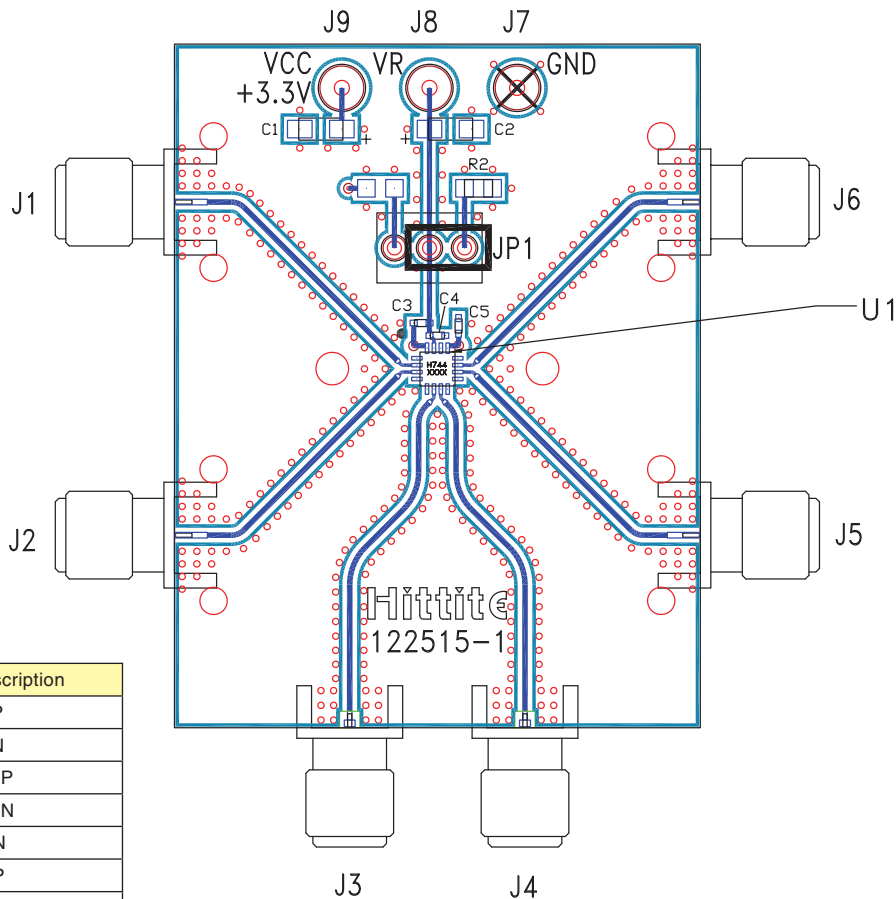 J9
J8
J7
VCC
+3.3V
VR
GND
C1
+
+
C2
R2
J1
J6
JP1
C3
C4
C5
U1
H744
XXXX
J2
J5
Hittite
122515-1
scription
P
N
P
N
N
P
J3
J4